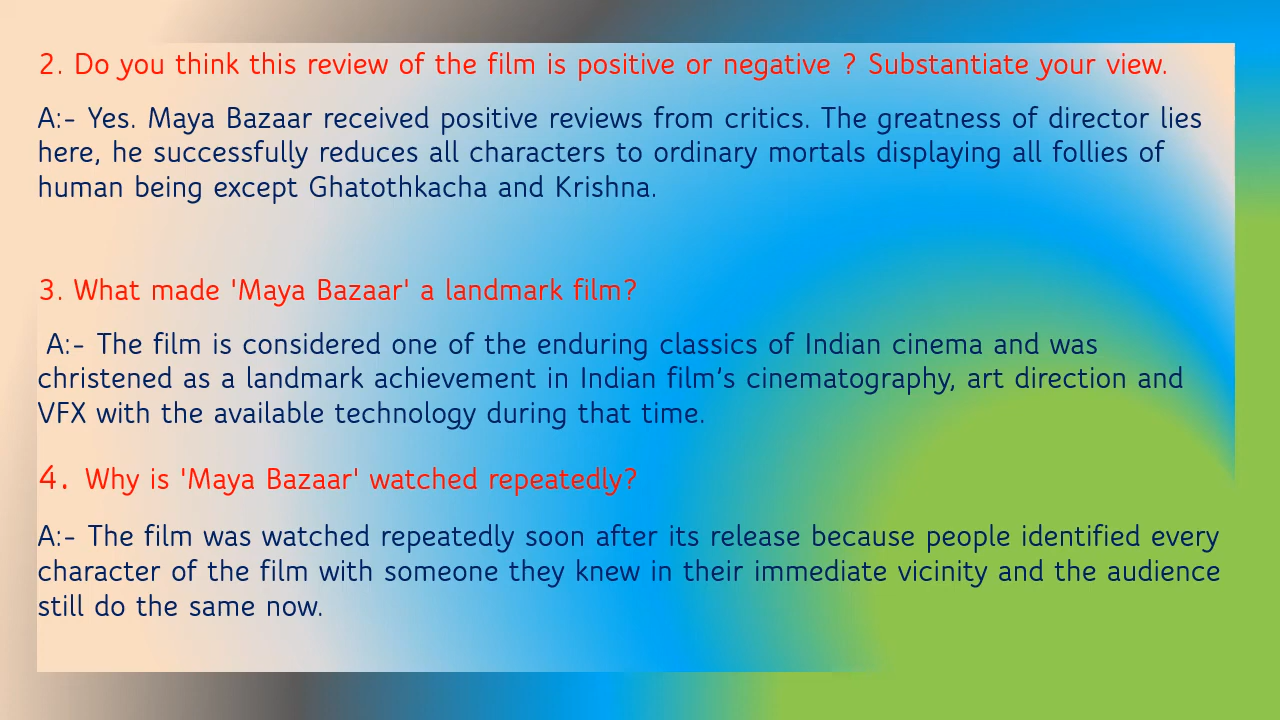 2. Do you think this review of the film is positive or negative ? Substantiate your view.
A:- Yes. Maya Bazaar received positive reviews from critics. The greatness of director lies
here, he successfully reduces all characters to ordinary mortals displaying all follies of
human being except Ghatothkacha and Krishna.
3. What made 'Maya Bazaar' a landmark film?
A:- The film is considered one of the enduring classics of Indian cinema and was
christened as a landmark achievement in Indian film's cinematography, art direction and
VFX with the available technology during that time.
4. Why is 'Maya Bazaar' watched repeatedly?
A:- The film was watched repeatedly soon after its release because people identified every
character of the film with someone they knew in their immediate vicinity and the audience
still do the same now.